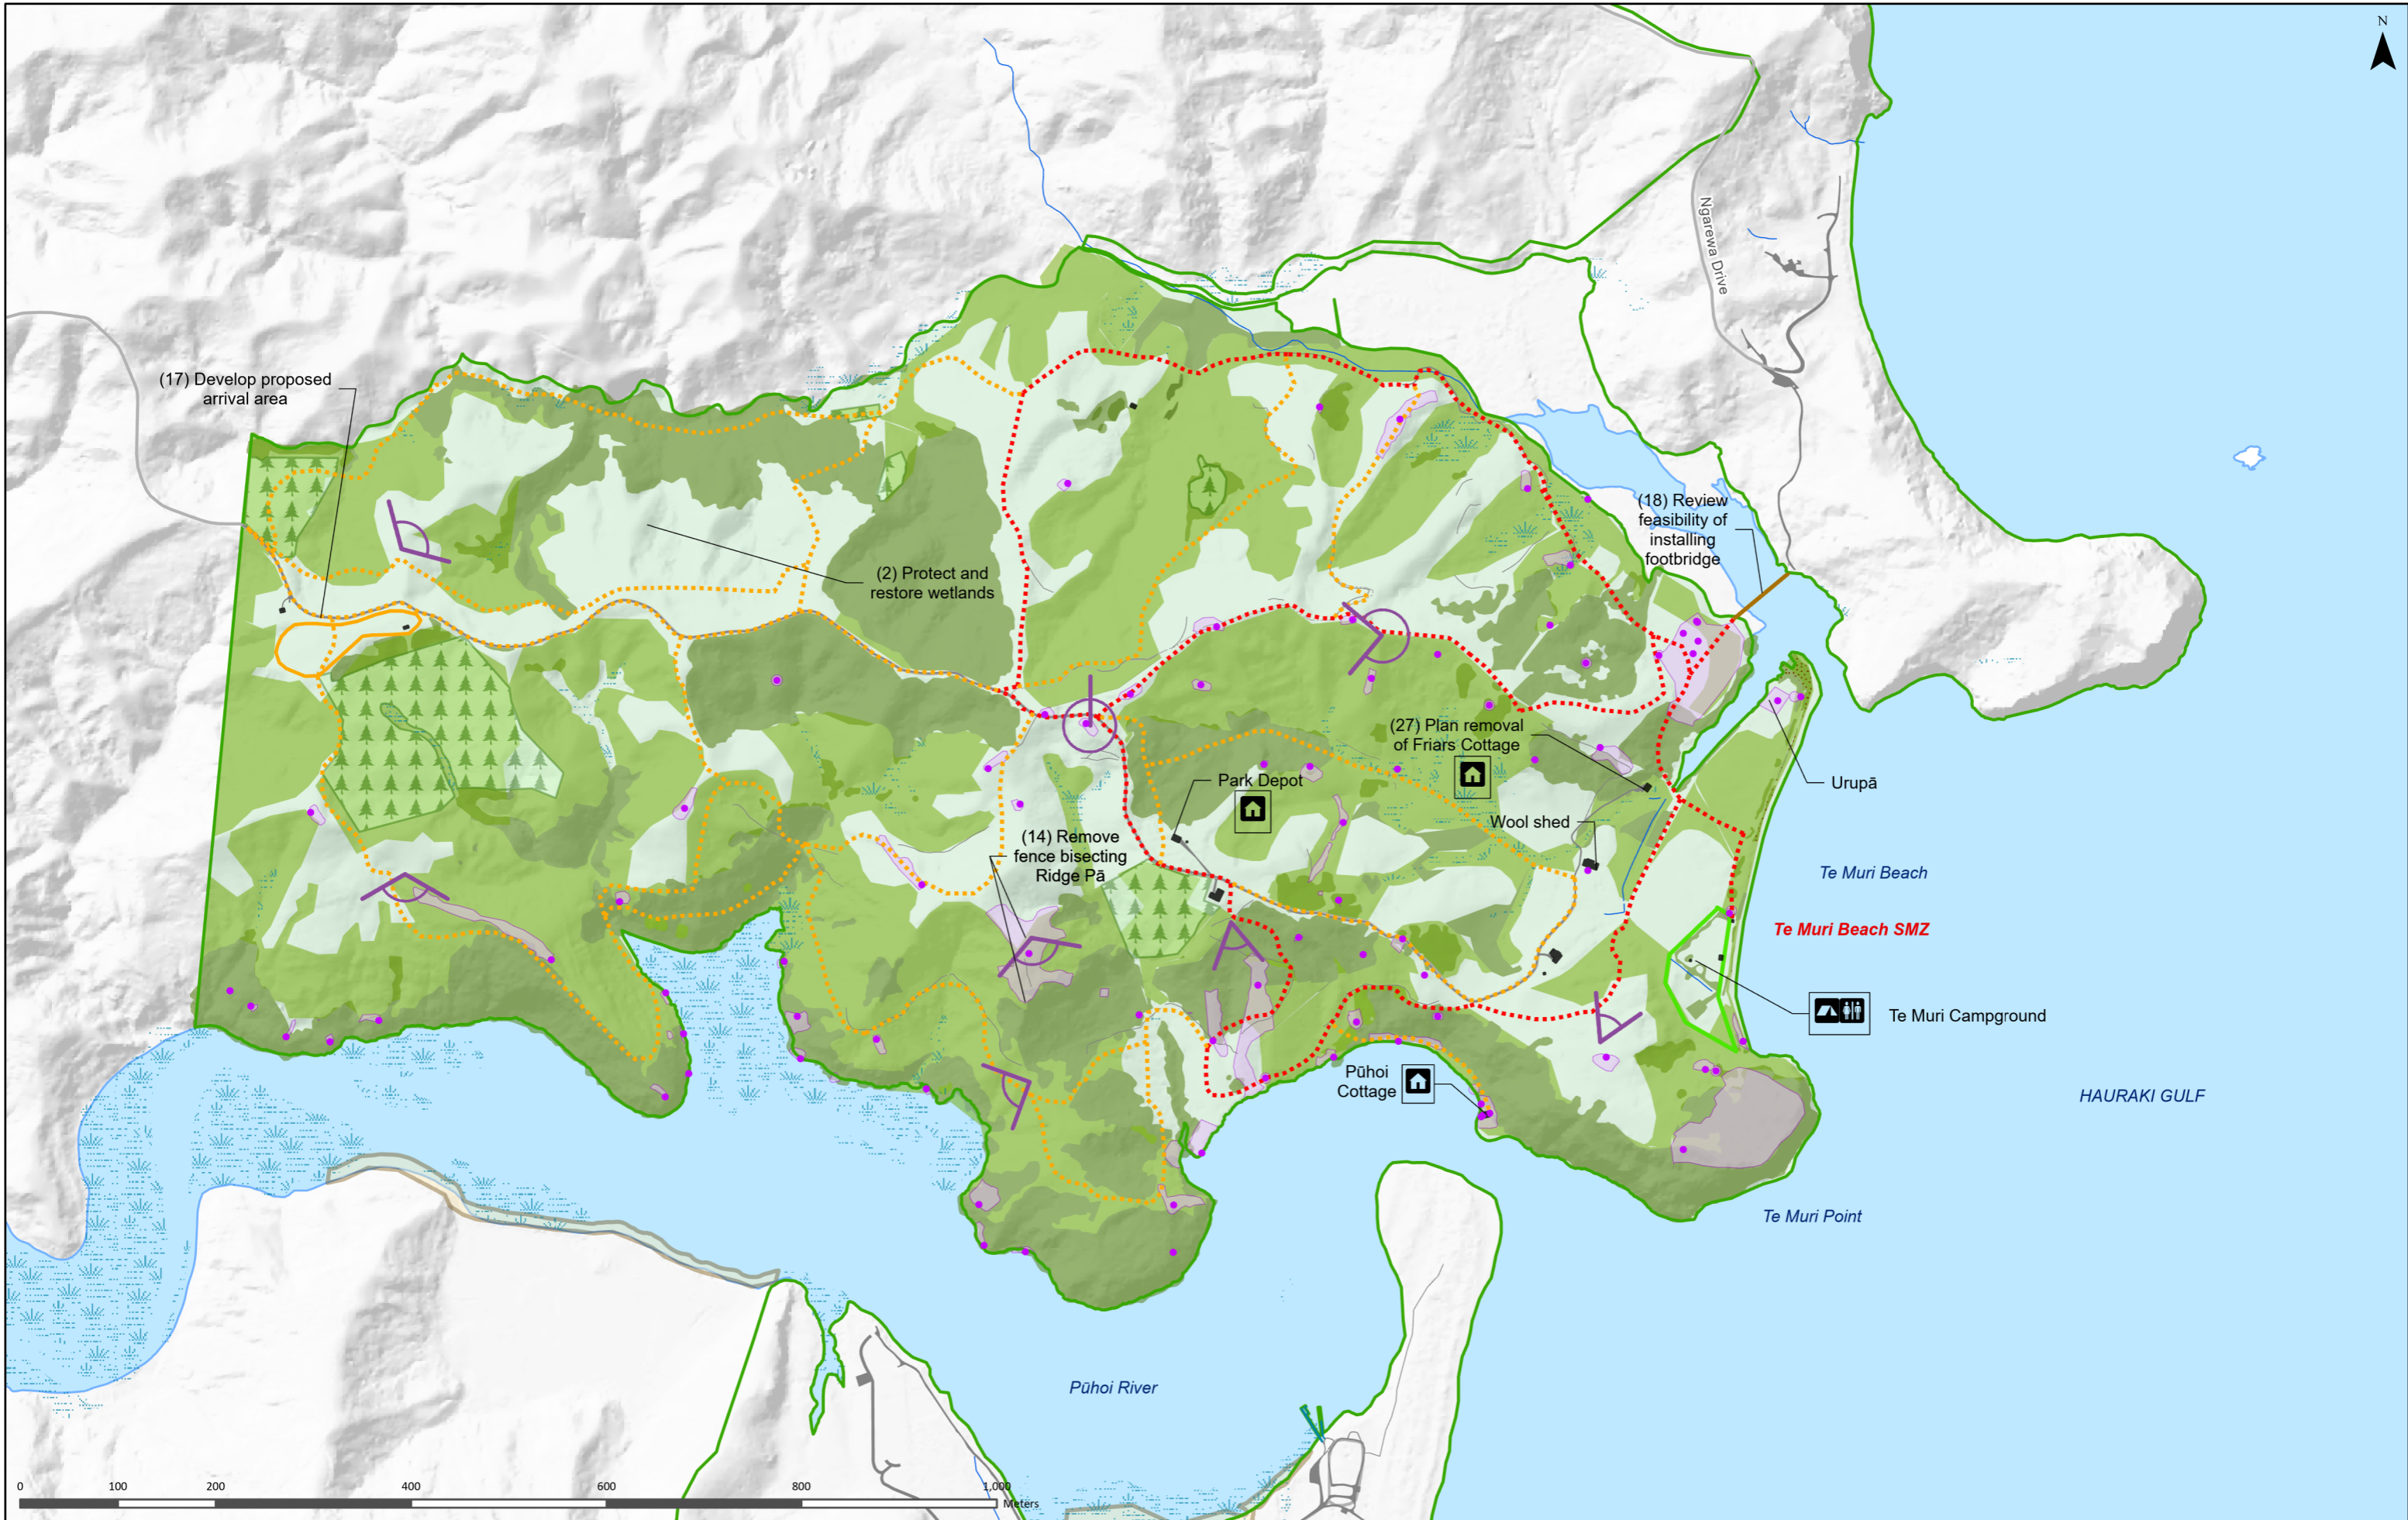 N
Ngarewa Drive
(17) Develop proposed
arrival area
(18) Review
feasibility of
installing
footbridge
(2) Protect and
restore wetlands
(27) Plan removal
of Friars Cottage
Park Depot
Urupā
Wool shed
(14) Remove
fence bisecting
Ridge Pā
Te Muri Beach
Te Muri Beach SMZ
Te Muri Campground
Pūhoi
Cottage
HAURAKI GULF
Te Muri Point
Pūhoi River
0 100 200 400 600 800 1,000
Meters